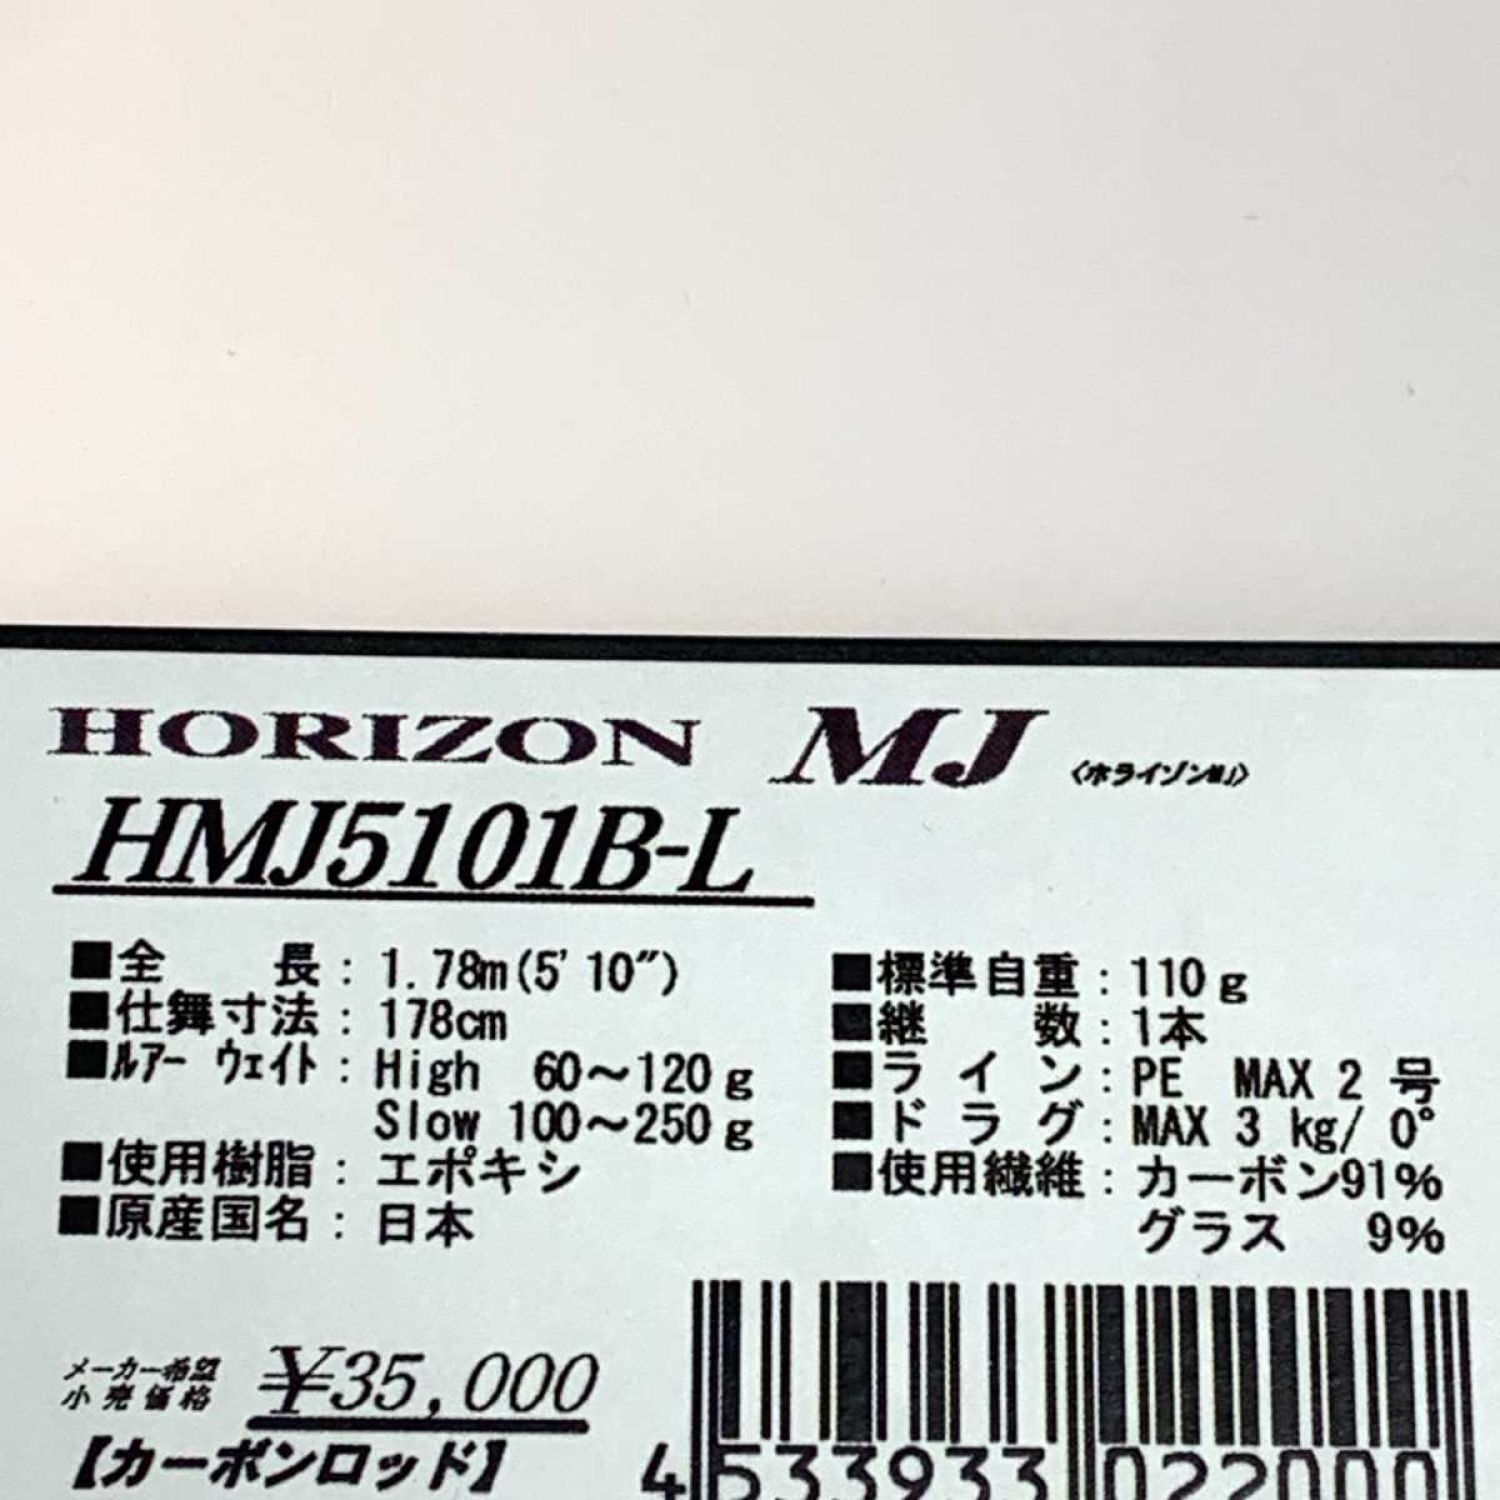 HORIZON MJ 〈ホライゾンMJ〉
HMJ5101B-L
■全　　長：1.78m(5'10")
■仕舞寸法：178cm
■ﾙｱｰ ｳｪｲﾄ：High 60～120g
Slow 100～250g
■使用樹脂：エポキシ
■原産国名：日本
■標準自重：110g
■継　　数：1本
■ラ イ ン：PE MAX 2 号
■ド ラ グ：MAX 3 kg/ 0°
■使用繊維：カーボン91%
グラス 9%
メーカー希望
小売価格 ¥35,000
【カーボンロッド】
4 533933 022000